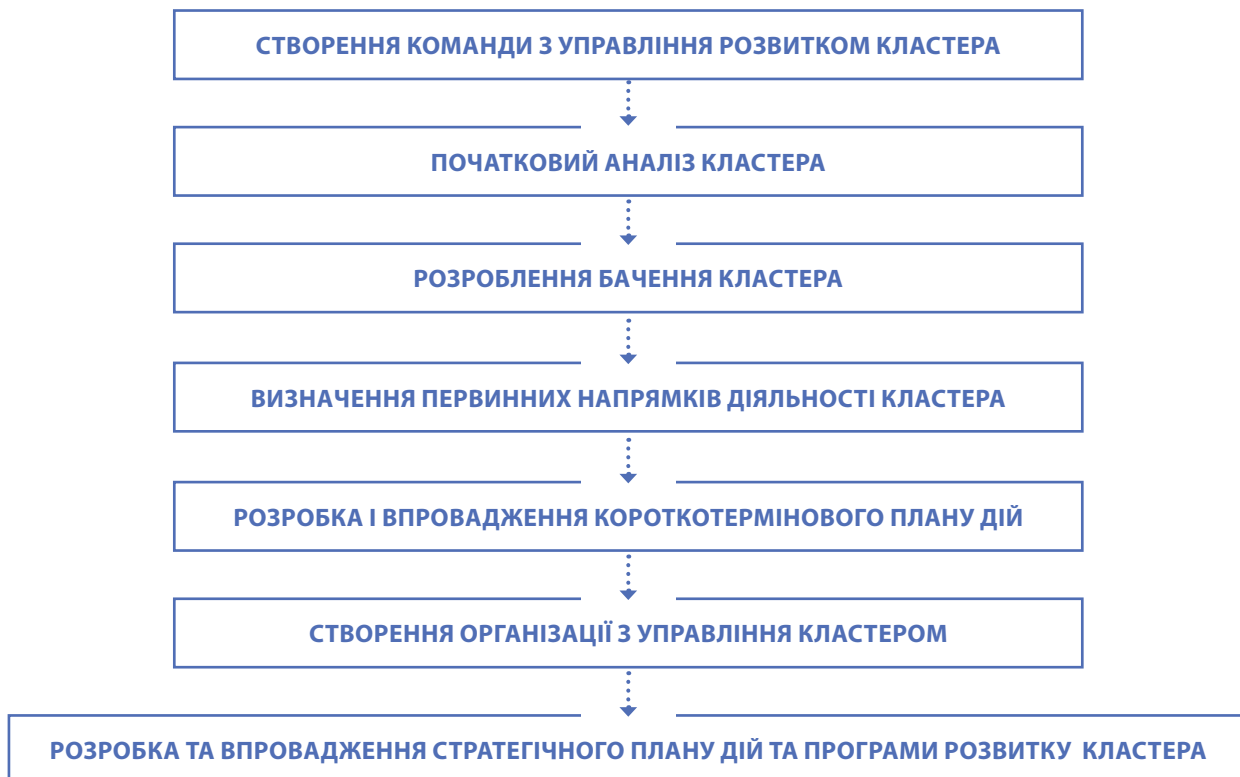 СТВОРЕННЯ КОМАНДИ З УПРАВЛІННЯ РОЗВИТКОМ КЛАСТЕРА
ПОЧАТКОВИЙ АНАЛІЗ КЛАСТЕРА
РОЗРОБЛЕННЯ БАЧЕННЯ КЛАСТЕРА
ВИЗНАЧЕННЯ ПЕРВИННИХ НАПРЯМКІВ ДІЯЛЬНОСТІ КЛАСТЕРА
РОЗРОБКА І ВПРОВАДЖЕННЯ КОРОТКОТЕРМІНОВОГО ПЛАНУ ДІЙ
СТВОРЕННЯ ОРГАНІЗАЦІЇ З УПРАВЛІННЯ КЛАСТЕРОМ
РОЗРОБКА ТА ВПРОВАДЖЕННЯ СТРАТЕГІЧНОГО ПЛАНУ ДІЙ ТА ПРОГРАМИ РОЗВИТКУ КЛАСТЕРА